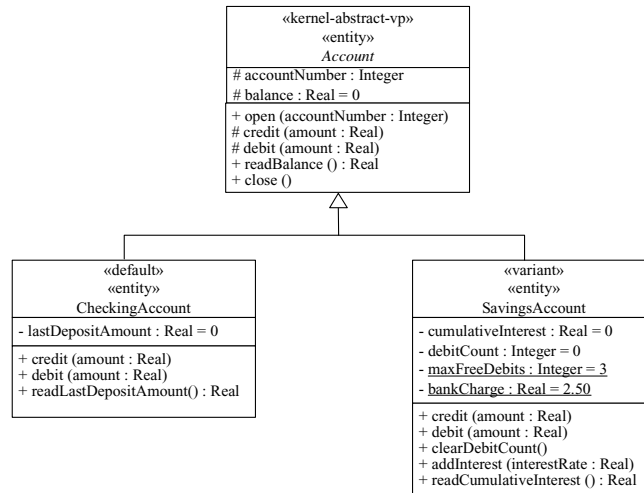 «kernel-abstract-vp»
«entity»
Account
# accountNumber : Integer
# balance : Real = 0
+ open (accountNumber : Integer)
# credit (amount : Real)
# debit (amount : Real)
+ readBalance () : Real
+ close ()
«default»
«entity»
CheckingAccount
- lastDepositAmount : Real = 0
+ credit (amount : Real)
+ debit (amount : Real)
+ readLastDepositAmount() : Real
«variant»
«entity»
SavingsAccount
- cumulativeInterest : Real = 0
- debitCount : Integer = 0
- maxFreeDebits : Integer = 3
- bankCharge : Real = 2.50
+ credit (amount : Real)
+ debit (amount : Real)
+ clearDebitCount()
+ addInterest (interestRate : Real)
+ readCumulativeInterest () : Real